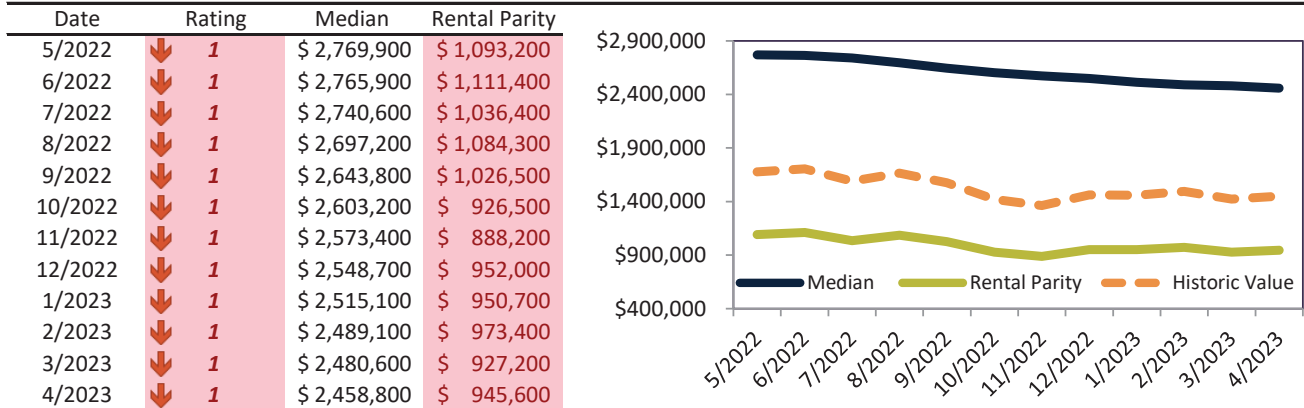 Date Rating Median Rental Parity
5/2022 1 $ 2,769,900 $ 1,093,200
6/2022 1 $ 2,765,900 $ 1,111,400
7/2022 1 $ 2,740,600 $ 1,036,400
8/2022 1 $ 2,697,200 $ 1,084,300
9/2022 1 $ 2,643,800 $ 1,026,500
10/2022 1 $ 2,603,200 $ 926,500
11/2022 1 $ 2,573,400 $ 888,200
12/2022 1 $ 2,548,700 $ 952,000
1/2023 1 $ 2,515,100 $ 950,700
2/2023 1 $ 2,489,100 $ 973,400
3/2023 1 $ 2,480,600 $ 927,200
4/2023 1 $ 2,458,800 $ 945,600
$2,900,000
$2,400,000
$1,900,000
$1,400,000
$900,000
$400,000
Median Rental Parity Historic Value
5/2022 6/2022 7/2022 8/2022 9/2022 10/2022 11/2022 12/2022 1/2023 2/2023 3/2023 4/2023